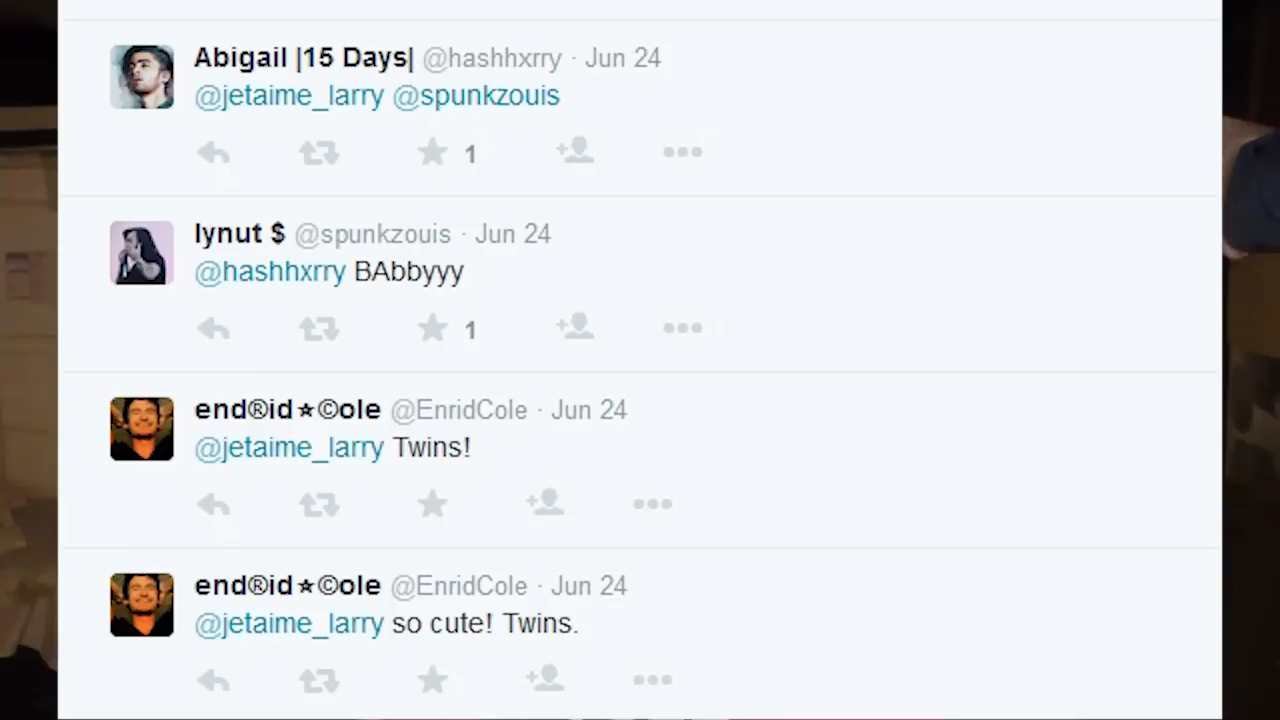 Abigail |15 Days| @hashhxrry · Jun 24
@jetaime_larry @spunkzouis
1
lynut $ @spunkzouis · Jun 24
@hashhxrry BAbbyyy
1
end®id★©ole @EnridCole · Jun 24
@jetaime_larry Twins!
end®id★©ole @EnridCole · Jun 24
@jetaime_larry so cute! Twins.